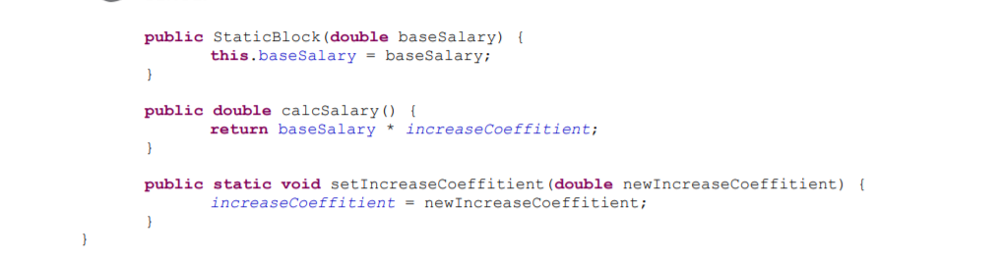 public StaticBlock(double baseSalary) {
this.baseSalary = baseSalary;
}
public double calcSalary() {
return baseSalary * increaseCoeffitient;
}
public static void setIncreaseCoeffitient(double newIncreaseCoeffitient) {
increaseCoeffitient = newIncreaseCoeffitient;
}
}